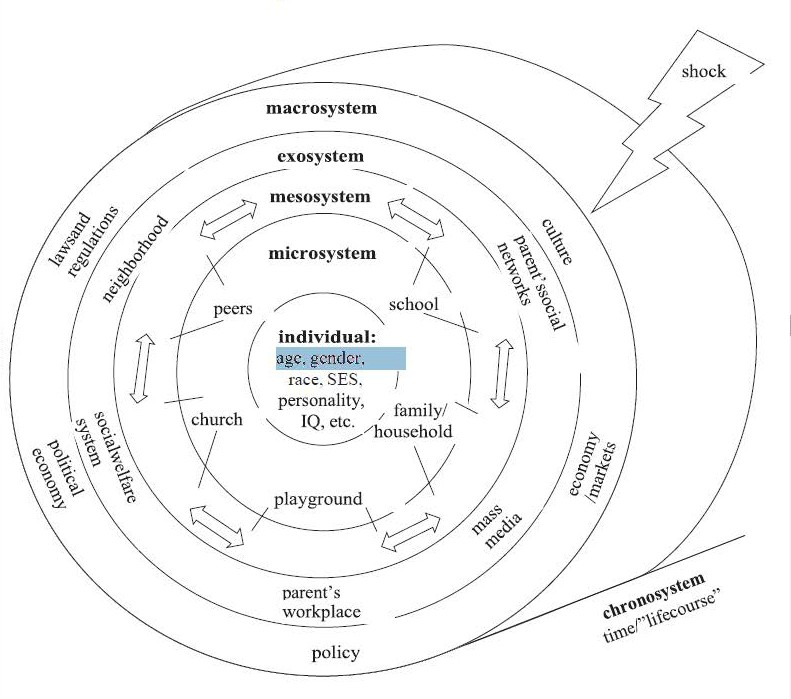 shock
macrosystem
exosystem
mesosystem
microsystem
lawsand
regulations
neighborhood
culture
parent'ssocial
networks
peers
school
individual:
age, gender,
race, SES,
personality,
IQ, etc.
church
family/
household
playground
socialwelfare
system
political
economy
economy
/markets
mass
media
parent's
workplace
policy
chronosystem
time/"lifecourse"